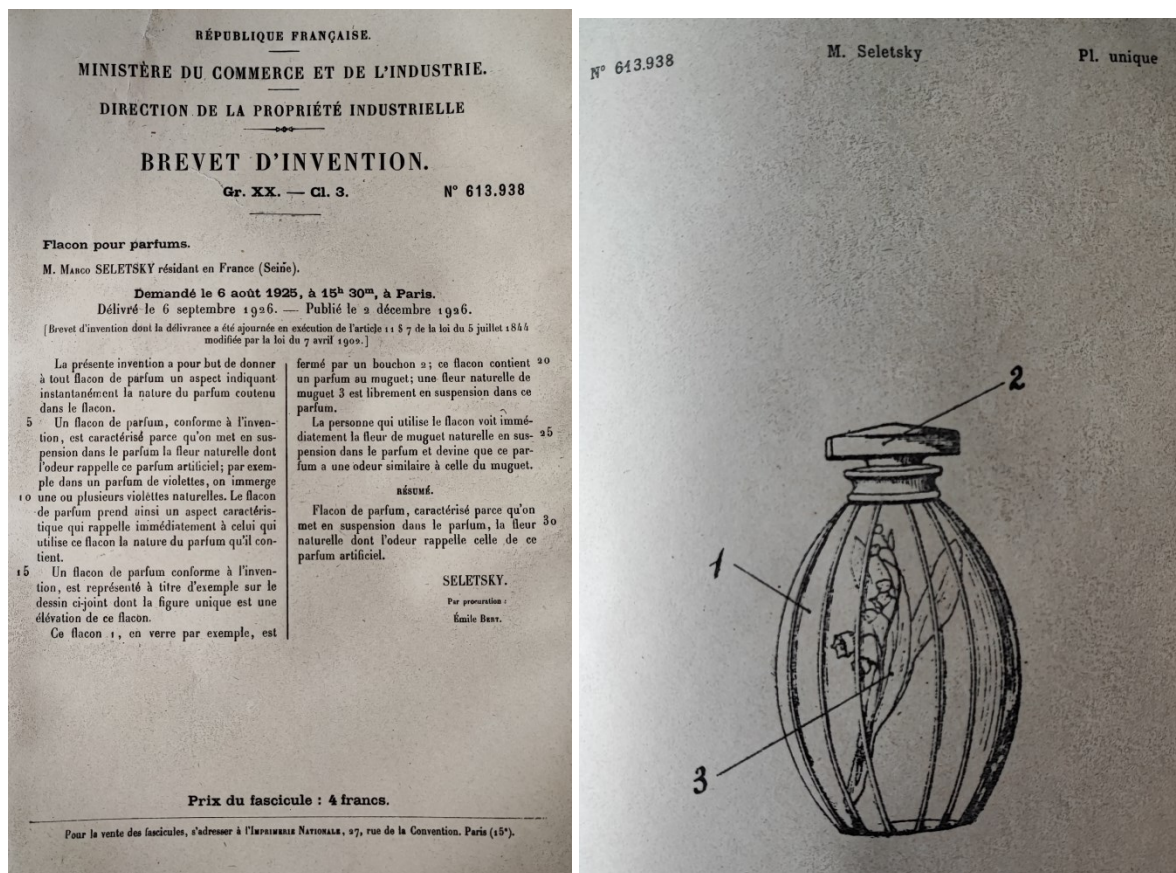 RÉPUBLIQUE FRANÇAISE.
MINISTÈRE DU COMMERCE ET DE L'INDUSTRIE.
DIRECTION DE LA PROPRIÉTÉ INDUSTRIELLE
BREVET D'INVENTION.
Gr. XX. — Cl. 3.
N° 613.938
Flacon pour parfums.
M. Marco SELETSKY résidant en France (Seine).
Demandé le 6 août 1925, à 15h 30m, à Paris.
Délivré le 6 septembre 1926. — Publié le 2 décembre 1926.
[Brevet d'invention dont la délivrance a été ajournée en exécution de l'article 11 § 7 de la loi du 5 juillet 1844
modifiée par la loi du 7 avril 1902.]
La présente invention a pour but de donner
à tout flacon de parfum un aspect indiquant
instantanément la nature du parfum contenu
dans le flacon.
5 Un flacon de parfum, conforme à l'inven-
tion, est caractérisé parce qu'on met en sus-
pension dans le parfum la fleur naturelle dont
l'odeur rappelle ce parfum artificiel; par exem-
ple dans un parfum de violettes, on immerge
10 une ou plusieurs violettes naturelles. Le flacon
de parfum prend ainsi un aspect caractéris-
tique qui rappelle immédiatement à celui qui
utilise ce flacon la nature du parfum qu'il con-
tient.
15 Un flacon de parfum conforme à l'inven-
tion, est représenté à titre d'exemple sur le
dessin ci-joint dont la figure unique est une
élévation de ce flacon.
Ce flacon 1, en verre par exemple, est
fermé par un bouchon 2; ce flacon contient 20
un parfum au muguet; une fleur naturelle de
muguet 3 est librement en suspension dans ce
parfum.
La personne qui utilise le flacon voit immé-
diatement la fleur de muguet naturelle en sus- 25
pension dans le parfum et devine que ce par-
fum a une odeur similaire à celle du muguet.
RÉSUMÉ.
Flacon de parfum, caractérisé parce qu'on
met en suspension dans le parfum, la fleur 30
naturelle dont l'odeur rappelle celle de ce
parfum artificiel.
SELETSKY.
Par procuration :
Émile Bert.
Prix du fascicule : 4 francs.
Pour la vente des fascicules, s'adresser à l'Imprimerie Nationale, 27, rue de la Convention. Paris (15e).
N° 613.938
M. Seletsky
Pl. unique
2
1
3